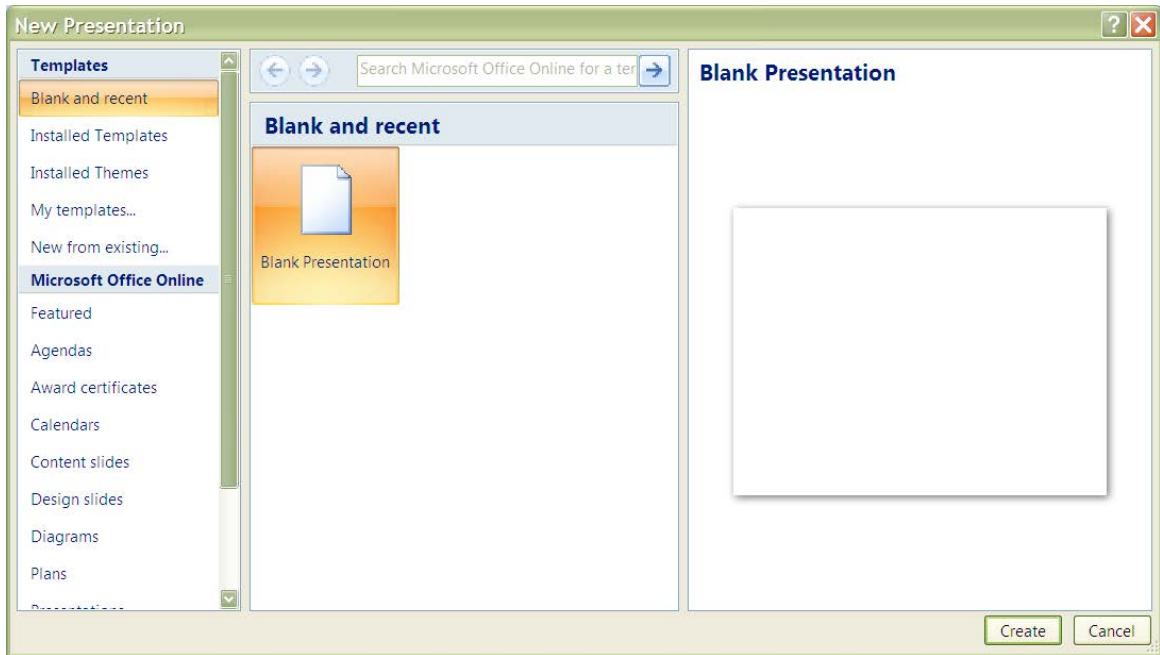 New Presentation
Templates
Blank and recent
Installed Templates
Installed Themes
My templates...
New from existing...
Microsoft Office Online
Featured
Agendas
Award certificates
Calendars
Content slides
Design slides
Diagrams
Plans
Search Microsoft Office Online for a ter
Blank and recent
Blank Presentation
Blank Presentation
Create
Cancel